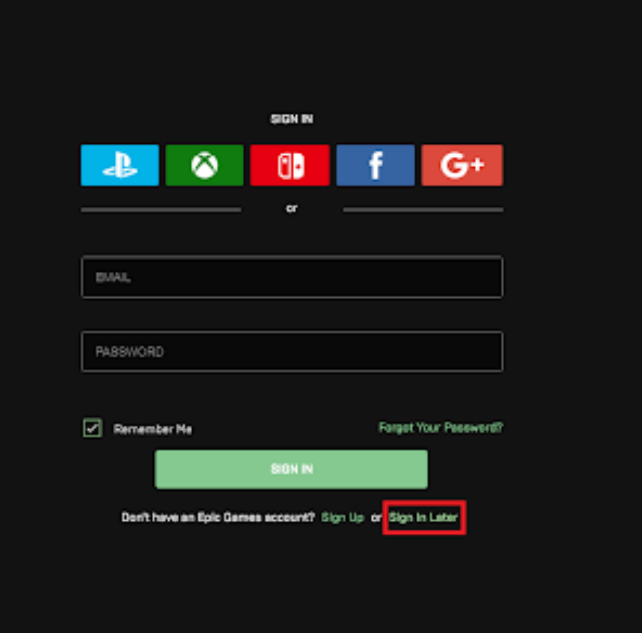 SIGN IN
G+
or
EMAIL
PASSWORD
Remember Me
Forgot Your Password?
SIGN IN
Don't have an Epic Games account? Sign Up or Sign In Later